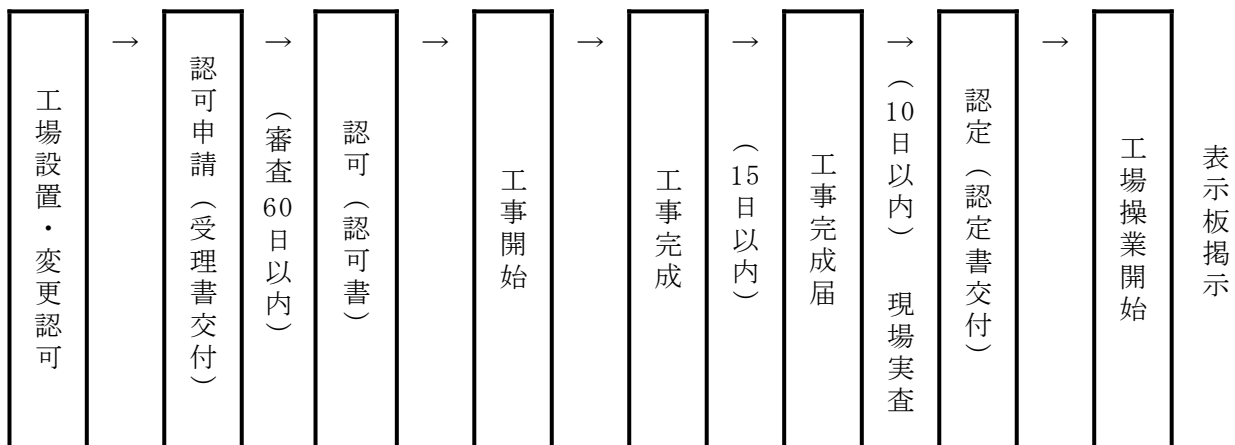 工場設置・変更認可
→
認可申請（受理書交付）
→
（審査60日以内）
認可（認可書）
→
工事開始
→
工事完成
→
（15日以内）
工事完成届
→
（10日以内）　現場実査
認定（認定書交付）
→
工場操業開始
表示板掲示